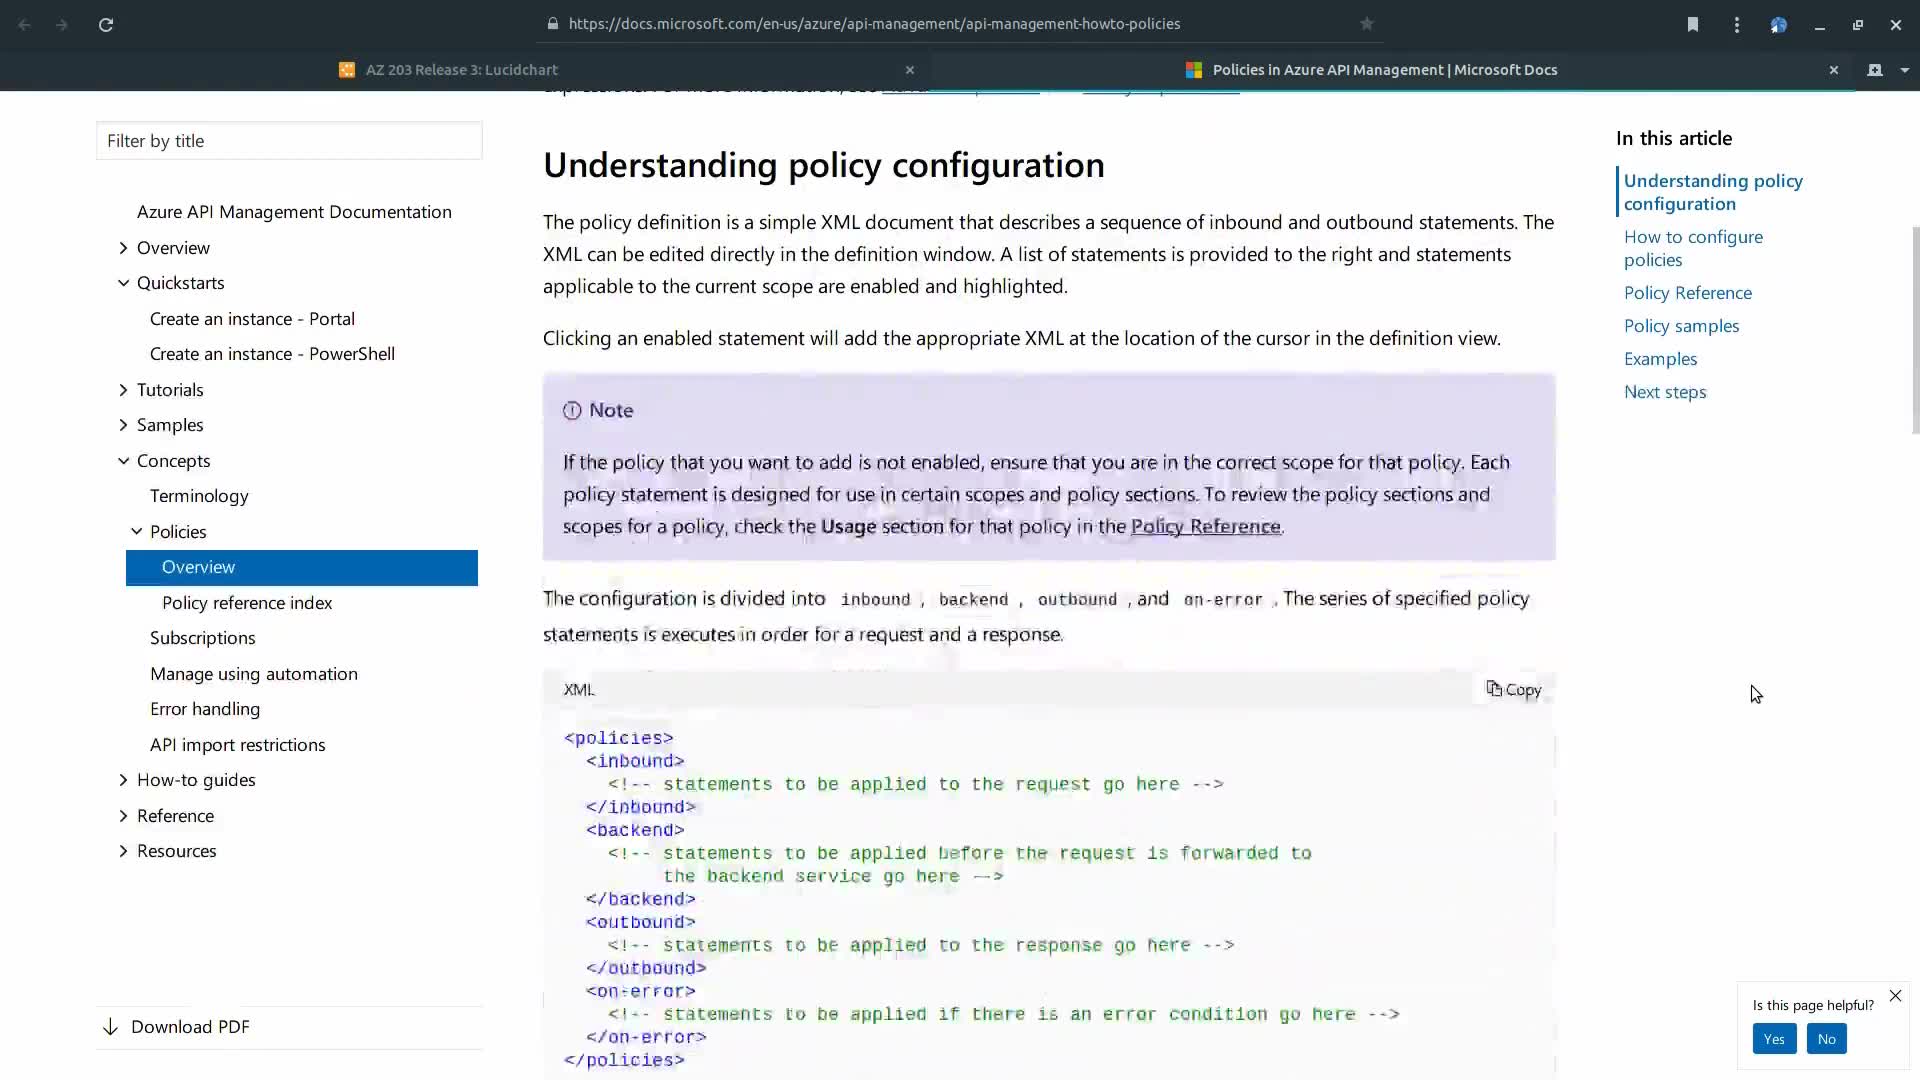 https://docs.microsoft.com/en-us/azure/api-management/api-management-howto-policies
AZ 203 Release 3: Lucidchart
Policies in Azure API Management | Microsoft Docs
Filter by title
Azure API Management Documentation
Overview
Quickstarts
Create an instance - Portal
Create an instance - PowerShell
Tutorials
Samples
Concepts
Terminology
Policies
Overview
Policy reference index
Subscriptions
Manage using automation
Error handling
API import restrictions
How-to guides
Reference
Resources
Download PDF
Understanding policy configuration
The policy definition is a simple XML document that describes a sequence of inbound and outbound statements. The
XML can be edited directly in the definition window. A list of statements is provided to the right and statements
applicable to the current scope are enabled and highlighted.
Clicking an enabled statement will add the appropriate XML at the location of the cursor in the definition view.
Note
If the policy that you want to add is not enabled, ensure that you are in the correct scope for that policy. Each
policy statement is designed for use in certain scopes and policy sections. To review the policy sections and
scopes for a policy, check the Usage section for that policy in the Policy Reference.
The configuration is divided into inbound , backend , outbound , and on-error . The series of specified policy
statements is executes in order for a request and a response.
XML
Copy
<policies>
<inbound>
<!-- statements to be applied to the request go here -->
</inbound>
<backend>
<!-- statements to be applied before the request is forwarded to
the backend service go here -->
</backend>
<outbound>
<!-- statements to be applied to the response go here -->
</outbound>
<on-error>
<!-- statements to be applied if there is an error condition go here -->
</on-error>
</policies>
In this article
Understanding policy
configuration
How to configure
policies
Policy Reference
Policy samples
Examples
Next steps
Is this page helpful?
Yes
No